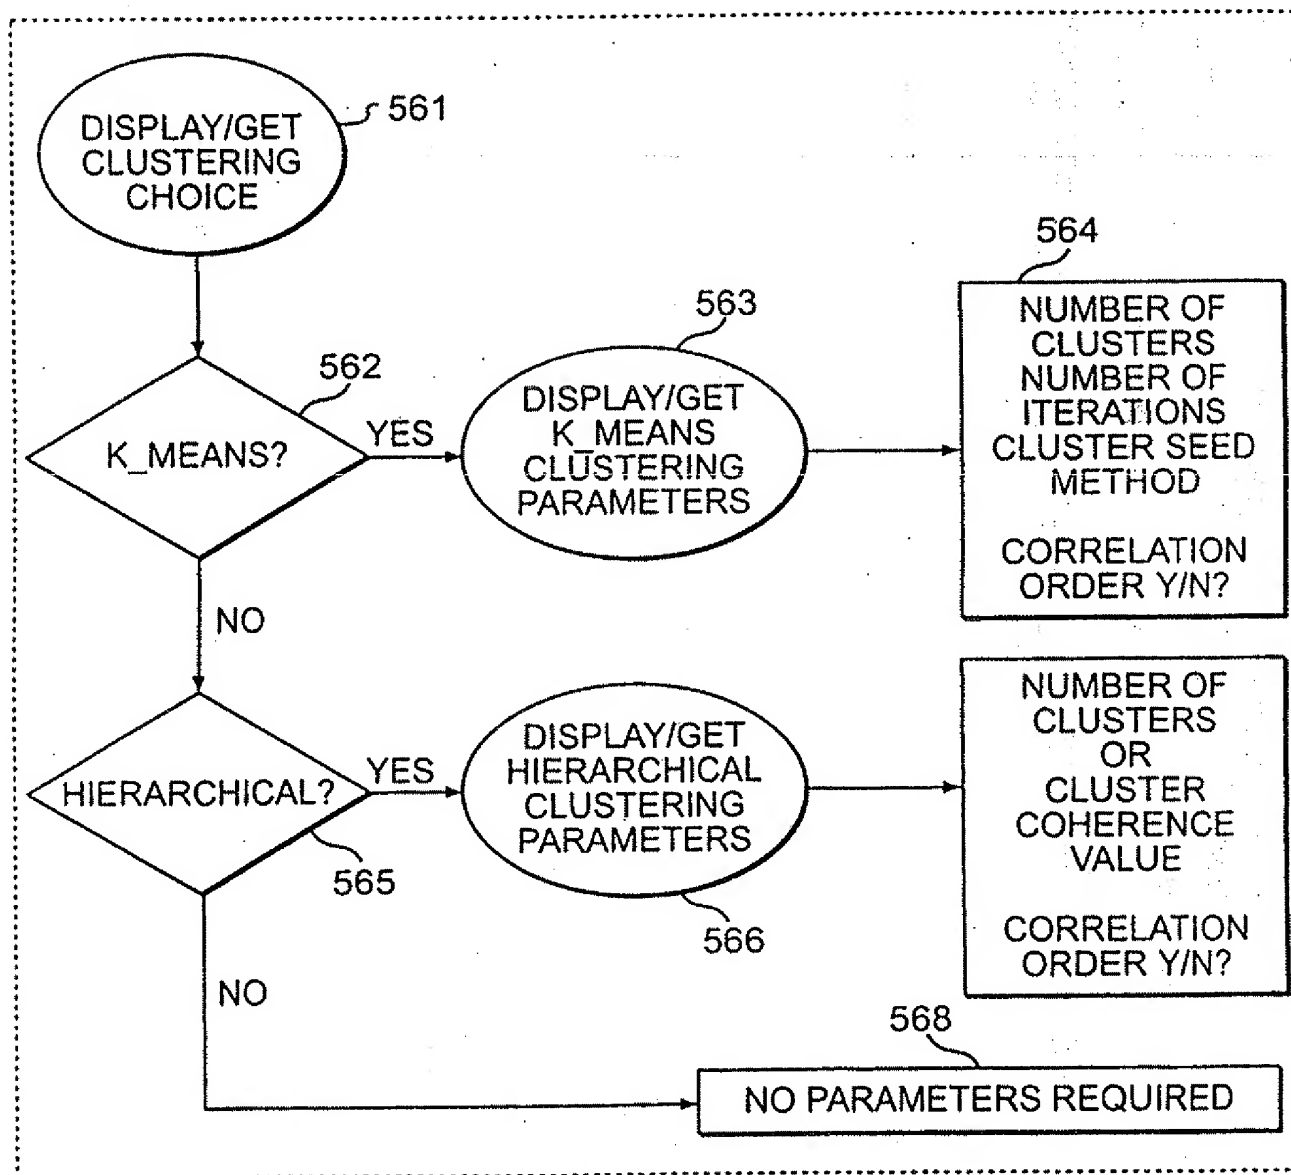 561
DISPLAY/GET
CLUSTERING
CHOICE
562
K_MEANS?
YES
NO
563
DISPLAY/GET
K_MEANS
CLUSTERING
PARAMETERS
564
NUMBER OF
CLUSTERS
NUMBER OF
ITERATIONS
CLUSTER SEED
METHOD
CORRELATION
ORDER Y/N?
HIERARCHICAL?
565
YES
NO
DISPLAY/GET
HIERARCHICAL
CLUSTERING
PARAMETERS
566
NUMBER OF
CLUSTERS
OR
CLUSTER
COHERENCE
VALUE
CORRELATION
ORDER Y/N?
568
NO PARAMETERS REQUIRED